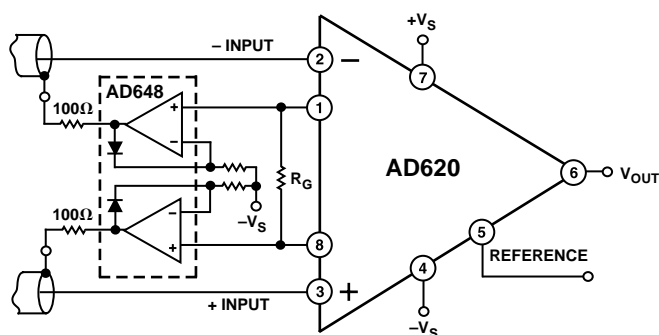 – INPUT
+VS
2
–
7
100Ω
AD648
+
1
–
RG
AD620
6
VOUT
–VS
100Ω
–
+
8
5
REFERENCE
4
3
+
+ INPUT
–VS